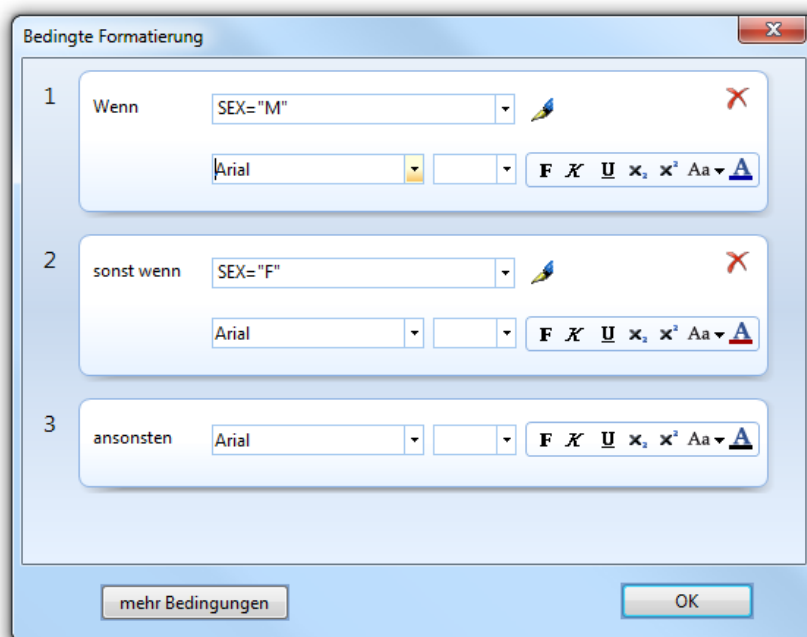 Bedingte Formatierung
1
Wenn
SEX="M"
Arial
F K U x₂ x² Aa A
2
sonst wenn
SEX="F"
Arial
F K U x₂ x² Aa A
3
ansonsten
Arial
F K U x₂ x² Aa A
mehr Bedingungen
OK